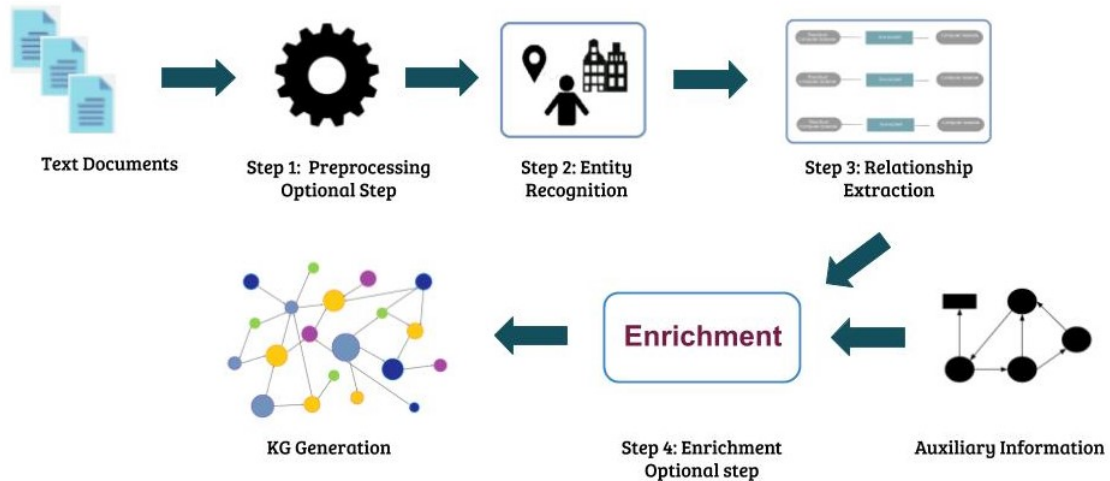 Text Documents
Step 1: Preprocessing
Optional Step
Step 2: Entity
Recognition
Step 3: Relationship
Extraction
Enrichment
KG Generation
Step 4: Enrichment
Optional step
Auxiliary Information